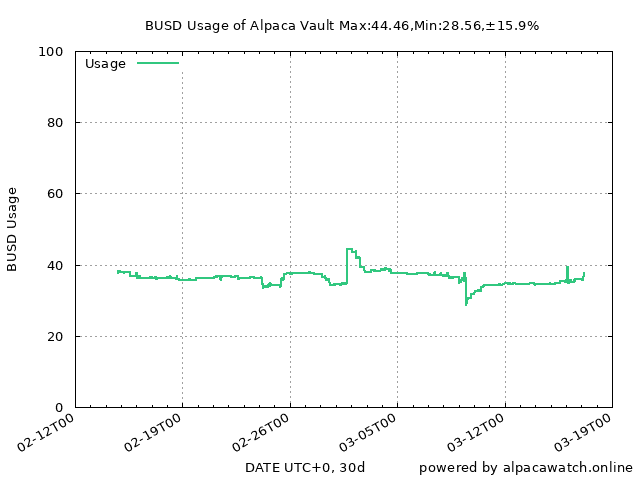 BUSD Usage of Alpaca Vault Max:44.46,Min:28.56,±15.9%
100
Usage
80
60
BUSD Usage
40
20
0
02-12T00
02-19T00
02-26T00
03-05T00
03-12T00
03-19T00
DATE UTC+0, 30d
powered by alpacawatch.online